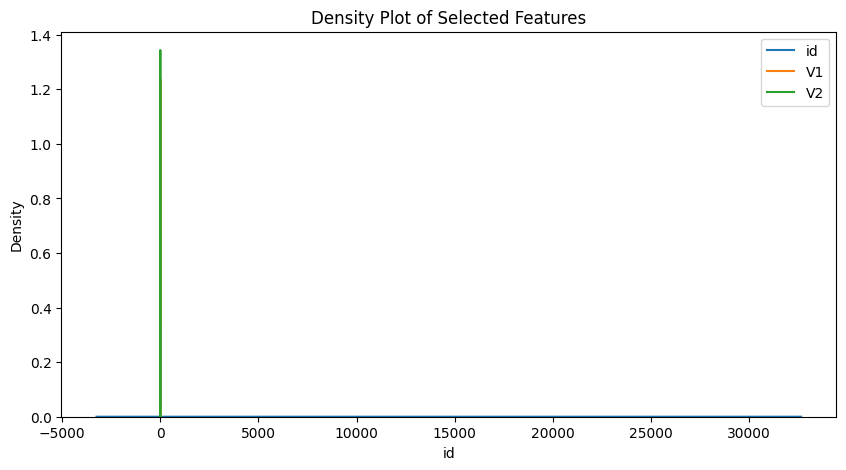 Density Plot of Selected Features
1.4
1.2
1.0
0.8
0.6
0.4
0.2
0.0
Density
id
V1
V2
−5000 0 5000 10000 15000 20000 25000 30000
id